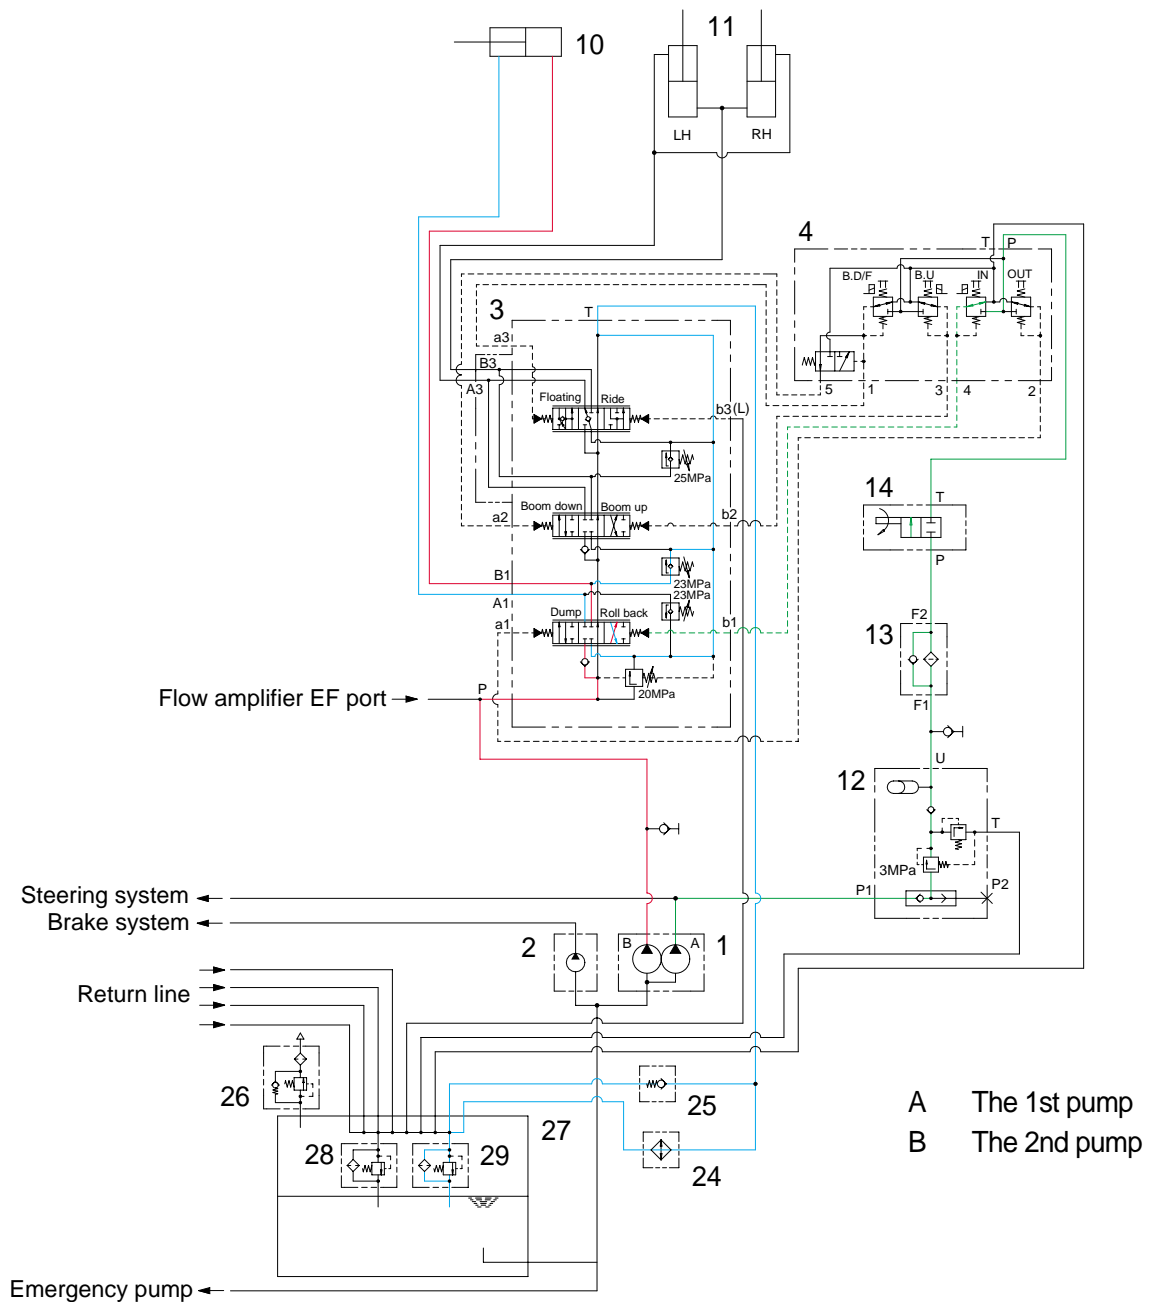 10
11
LH
RH
4
T
P
B.D/F
B.U
IN
OUT
5
1
3
4
2
3
T
a3
B3
A3
Floating
Ride
b3(L)
25MPa
Boom down
Boom up
a2
b2
B1
23MPa
23MPa
A1
Dump
Roll back
a1
b1
20MPa
Flow amplifier EF port
P
14
T
P
F2
13
F1
U
12
T
3MPa
P1
P2
Steering system
Brake system
2
B
A
1
Return line
26
27
25
28
29
24
A The 1st pump
B The 2nd pump
Emergency pump